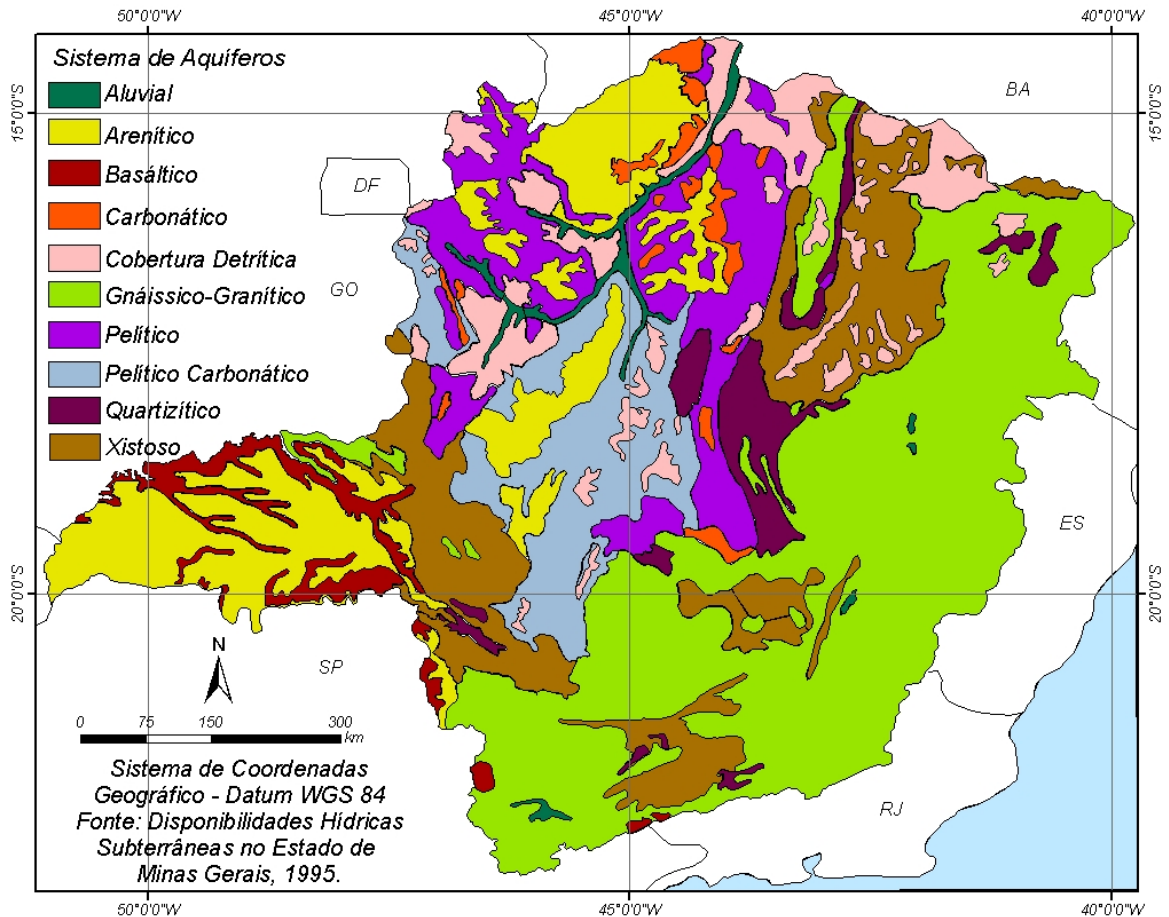 50°0'0"W 45°0'0"W 40°0'0"W
Sistema de Aquíferos
Aluvial
Arenítico
Basáltico
Carbonático
Cobertura Detrítica
Gnáissico-Granítico
Pelítico
Pelítico Carbonático
Quartizítico
Xistoso
15°0'0"S 15°0'0"S
BA
DF
GO
ES
20°0'0"S 20°0'0"S
SP
RJ
N
0 75 150 300
km
Sistema de Coordenadas
Geográfico - Datum WGS 84
Fonte: Disponibilidades Hídricas
Subterrâneas no Estado de
Minas Gerais, 1995.
50°0'0"W 45°0'0"W 40°0'0"W